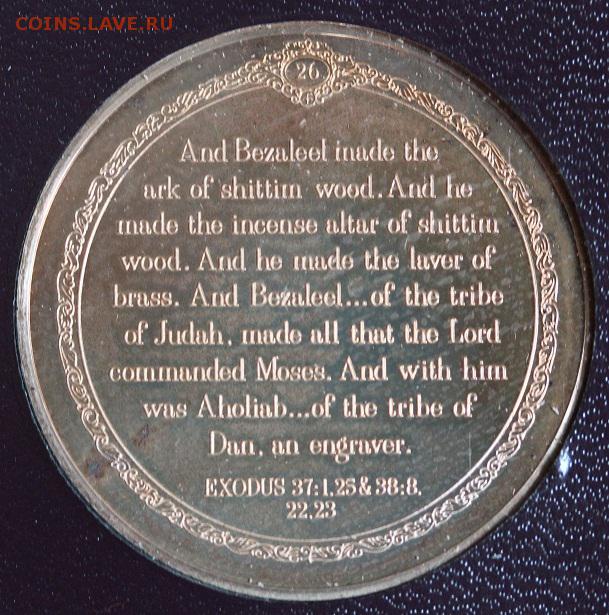 COINS.LAVE.RU
26
And Bezaleel made the
ark of shittim wood. And he
made the incense altar of shittim
wood. And he made the laver of
brass. And Bezaleel...of the tribe
of Judah, made all that the Lord
commanded Moses. And with him
was Aholiab...of the tribe of
Dan, an engraver.
EXODUS 37:1,25 & 38:8,
22,23